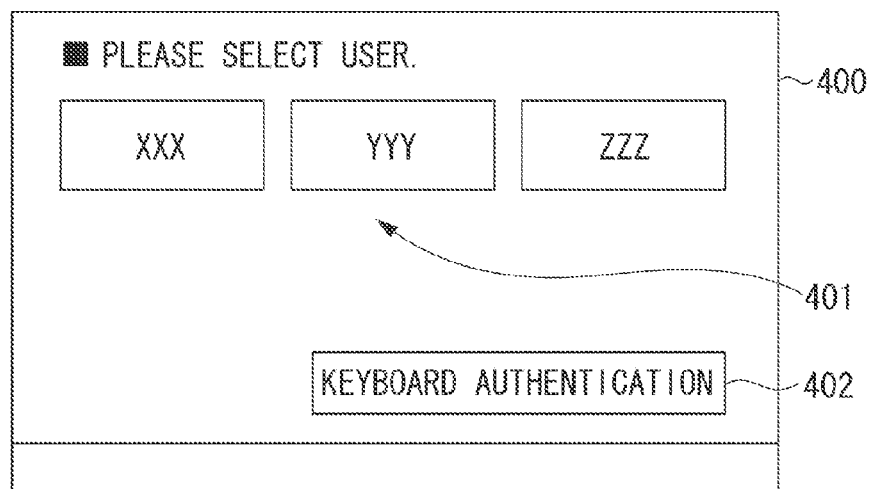 ■ PLEASE SELECT USER.
400
XXX YYY ZZZ
401
KEYBOARD AUTHENTICATION
402